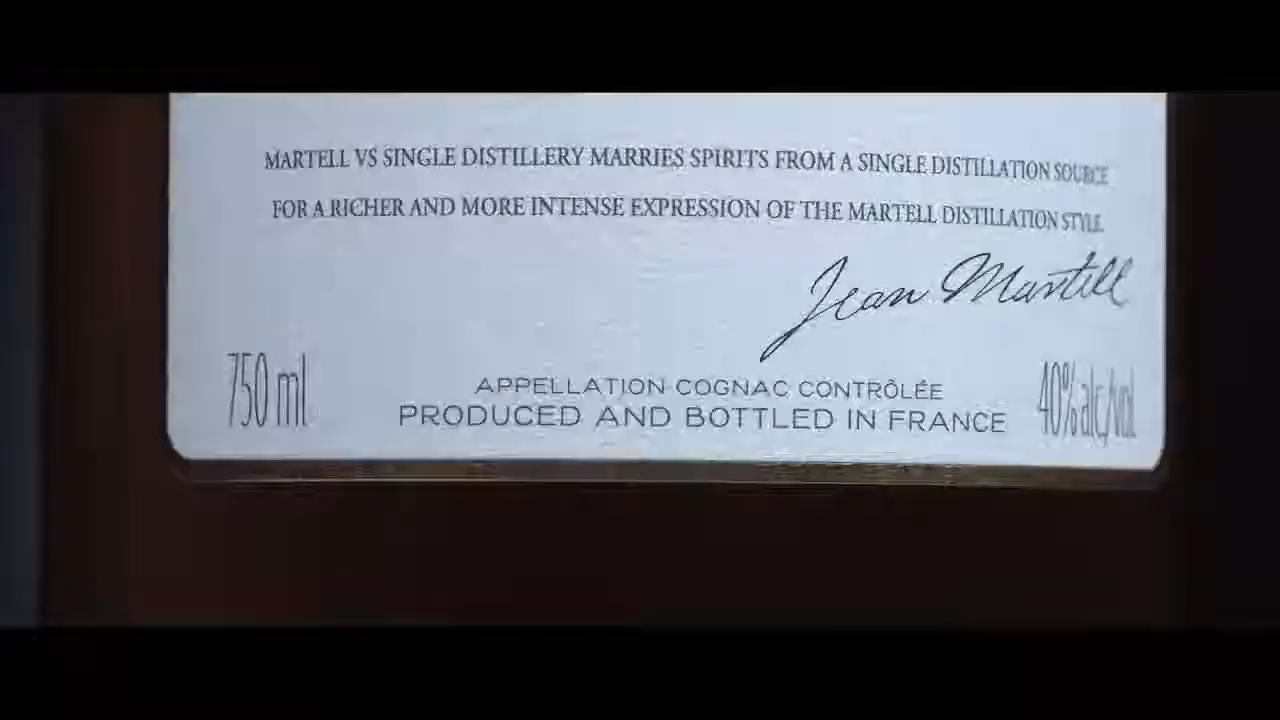 MARTELL VS SINGLE DISTILLERY MARRIES SPIRITS FROM A SINGLE DISTILLATION SOURCE
FOR A RICHER AND MORE INTENSE EXPRESSION OF THE MARTELL DISTILLATION STYLE.
Jean Martell
750 ml
APPELLATION COGNAC CONTRÔLÉE
PRODUCED AND BOTTLED IN FRANCE
40% alc/vol